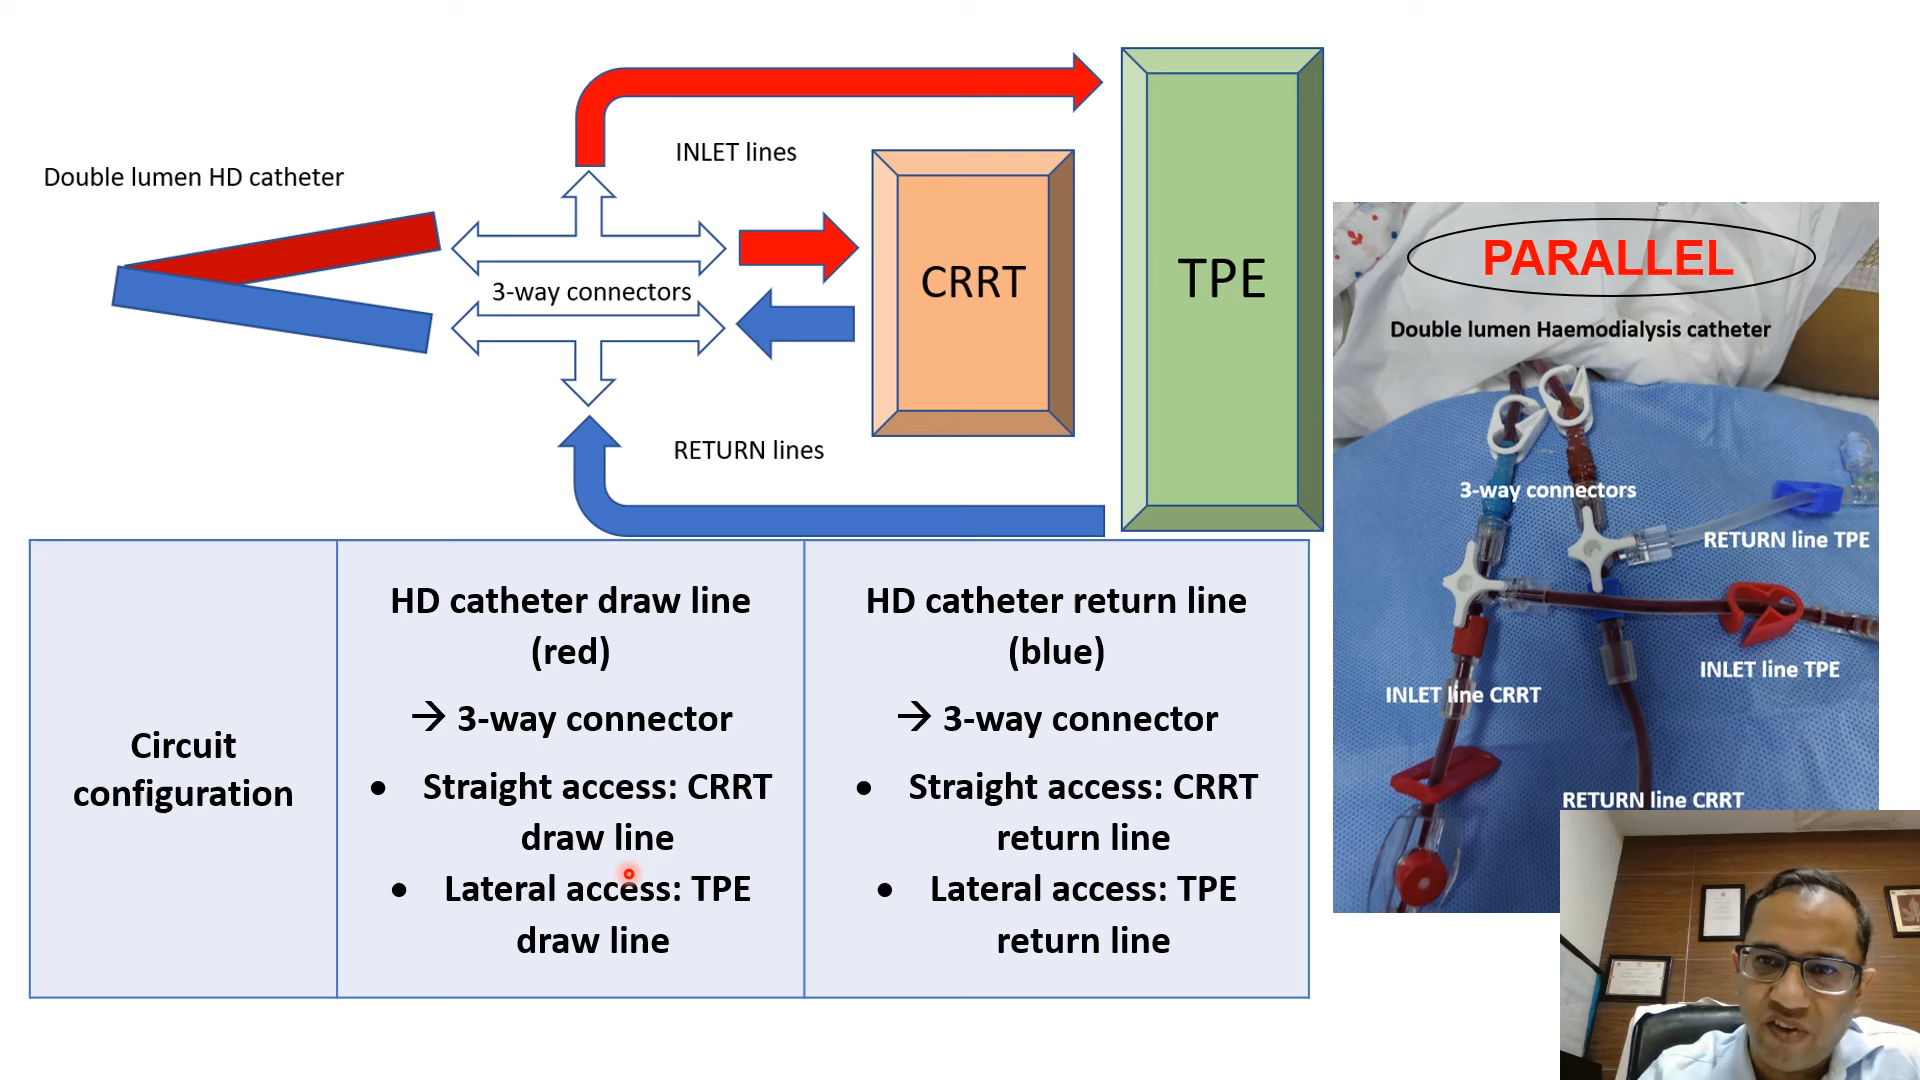 INLET lines
Double lumen HD catheter
3-way connectors
CRRT
TPE
RETURN lines
PARALLEL
Double lumen Haemodialysis catheter
3-way connectors
RETURN line TPE
INLET line TPE
INLET line CRRT
RETURN line CRRT
Circuit
configuration
HD catheter draw line
(red)
→ 3-way connector
• Straight access: CRRT
draw line
• Lateral access: TPE
draw line
HD catheter return line
(blue)
→ 3-way connector
• Straight access: CRRT
return line
• Lateral access: TPE
return line